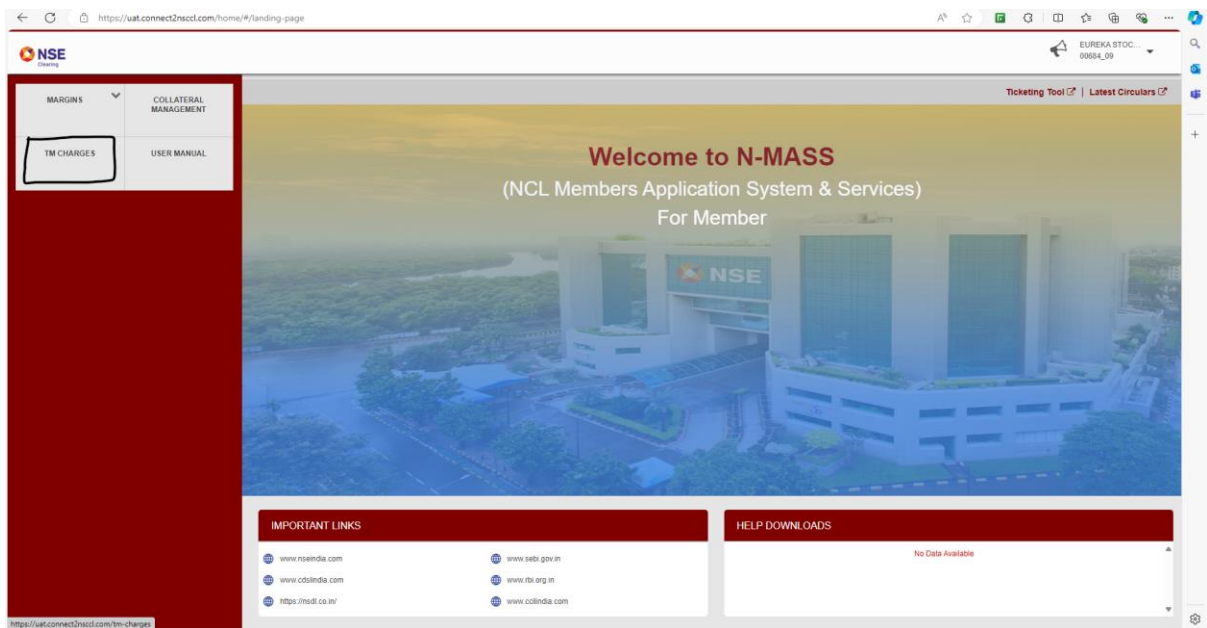 https://uat.connect2nsccl.com/home/#/landing-page
NSE
Clearing
EUREKA STOC...
00684_09
MARGINS
COLLATERAL
MANAGEMENT
TM CHARGES
USER MANUAL
Ticketing Tool | Latest Circulars
Welcome to N-MASS
(NCL Members Application System & Services)
For Member
NSE
IMPORTANT LINKS
www.nseindia.com
www.sebi.gov.in
www.cdslindia.com
www.rbi.org.in
https://nsdl.co.in/
www.ccilindia.com
HELP DOWNLOADS
No Data Available
https://uat.connect2nsccl.com/tm-charges